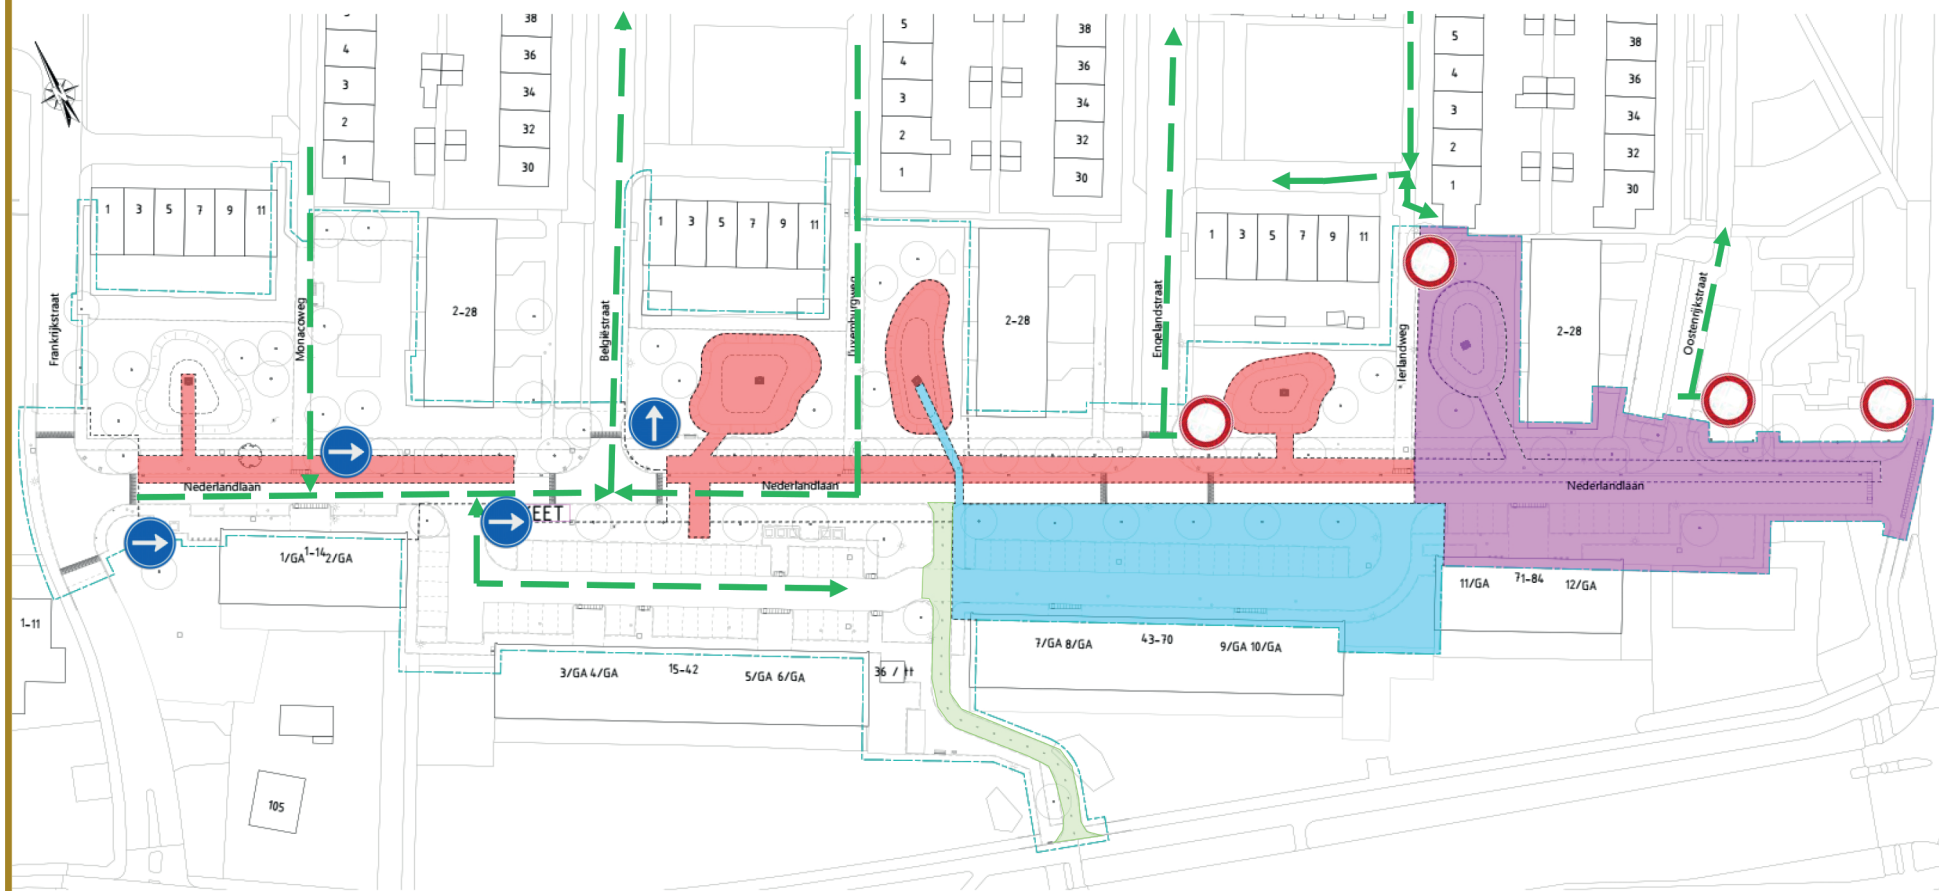 38
5
38
5
38
4
36
4
36
4
36
3
34
3
34
3
34
2
32
2
32
2
32
1
30
1
30
1
30
1 3 5 7 9 11
1 3 5 7 9 11
1 3 5 7 9 11
2-28
2-28
2-28
Frankrijkstraat
Monacoweg
Belgiëstraat
Luxemburgweg
Engelandstraat
Ierlandweg
Oostenrijkstraat
Nederlandlaan
Nederlandlaan
Nederlandlaan
EET
1/GA 1-14 2/GA
11/GA 71-84 12/GA
1-11
3/GA 4/GA 15-42 5/GA 6/GA
36 / tt
7/GA 8/GA 43-70 9/GA 10/GA
105